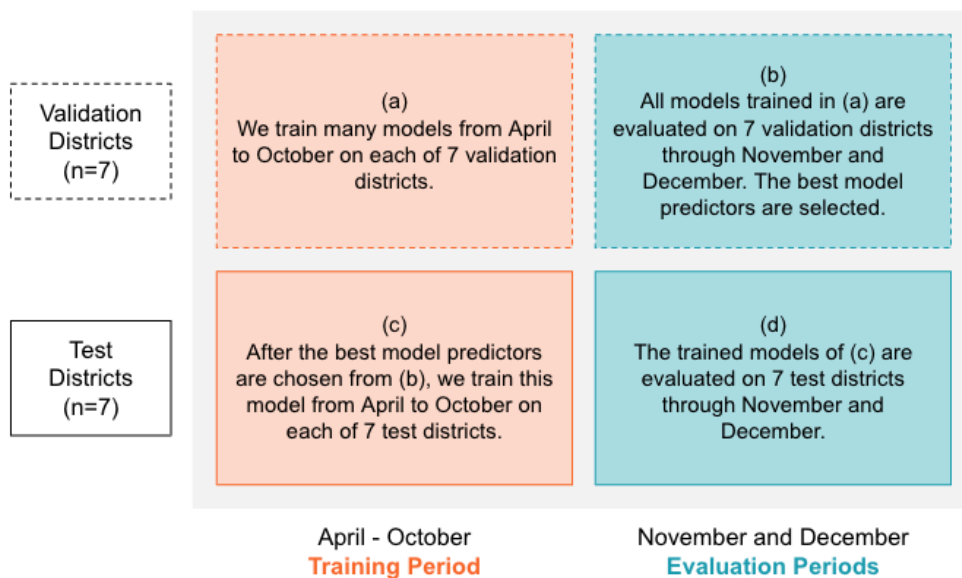 Validation
Districts
(n=7)
(a)
We train many models from April
to October on each of 7 validation
districts.
(b)
All models trained in (a) are
evaluated on 7 validation districts
through November and
December. The best model
predictors are selected.
Test
Districts
(n=7)
(c)
After the best model predictors
are chosen from (b), we train this
model from April to October on
each of 7 test districts.
(d)
The trained models of (c) are
evaluated on 7 test districts
through November and
December.
April - October
Training Period
November and December
Evaluation Periods